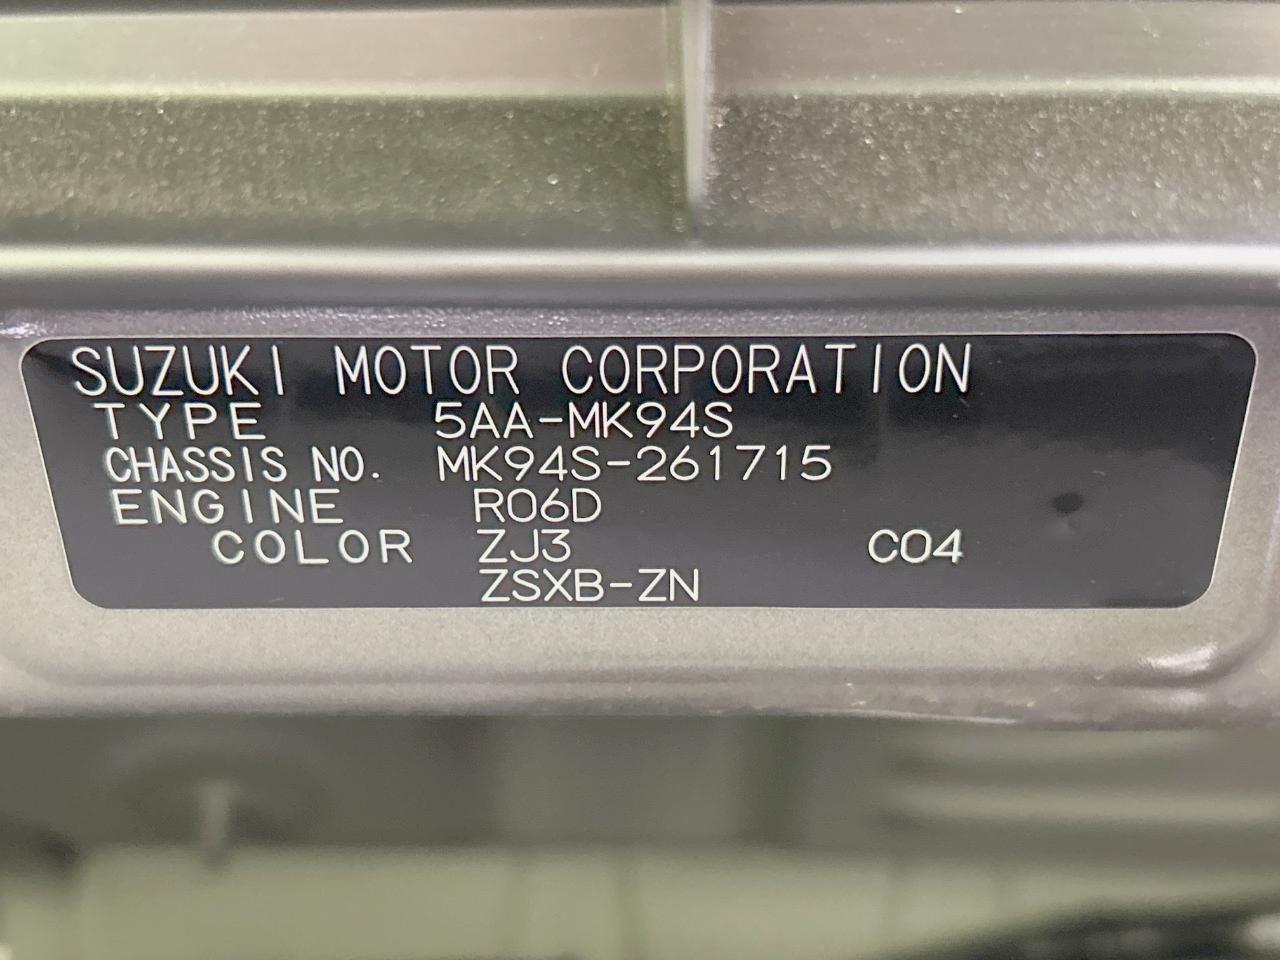 SUZUKI MOTOR CORPORATION
TYPE 5AA-MK94S
CHASSIS NO. MK94S-261715
ENGINE R06D
COLOR ZJ3 C04
ZSXB-ZN